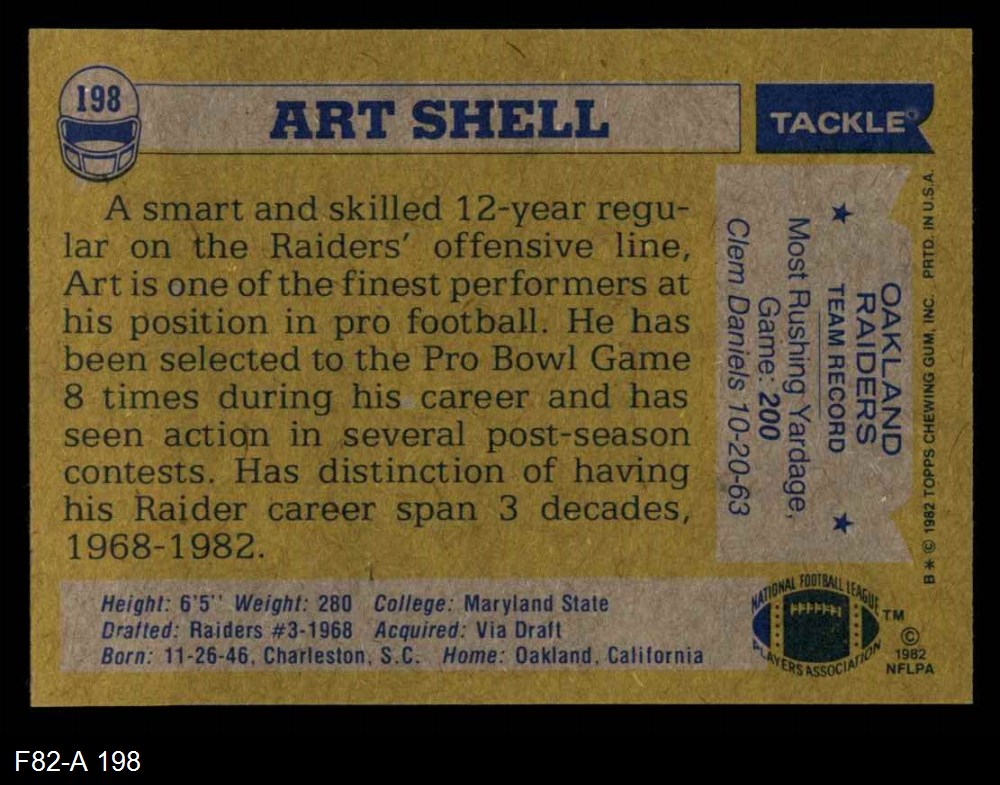 198
ART SHELL
TACKLE
A smart and skilled 12-year regu-
lar on the Raiders' offensive line,
Art is one of the finest performers at
his position in pro football. He has
been selected to the Pro Bowl Game
8 times during his career and has
seen action in several post-season
contests. Has distinction of having
his Raider career span 3 decades,
1968-1982.
OAKLAND
RAIDERS
★ TEAM RECORD ★
Most Rushing Yardage,
Game: 200
Clem Daniels 10-20-63
B * © 1982 TOPPS CHEWING GUM, INC. PRTD. IN U.S.A.
Height: 6'5" Weight: 280 College: Maryland State
Drafted: Raiders #3-1968 Acquired: Via Draft
Born: 11-26-46, Charleston, S.C. Home: Oakland, California
NATIONAL FOOTBALL LEAGUE
PLAYERS ASSOCIATION
TM
©
1982
NFLPA
F82-A 198